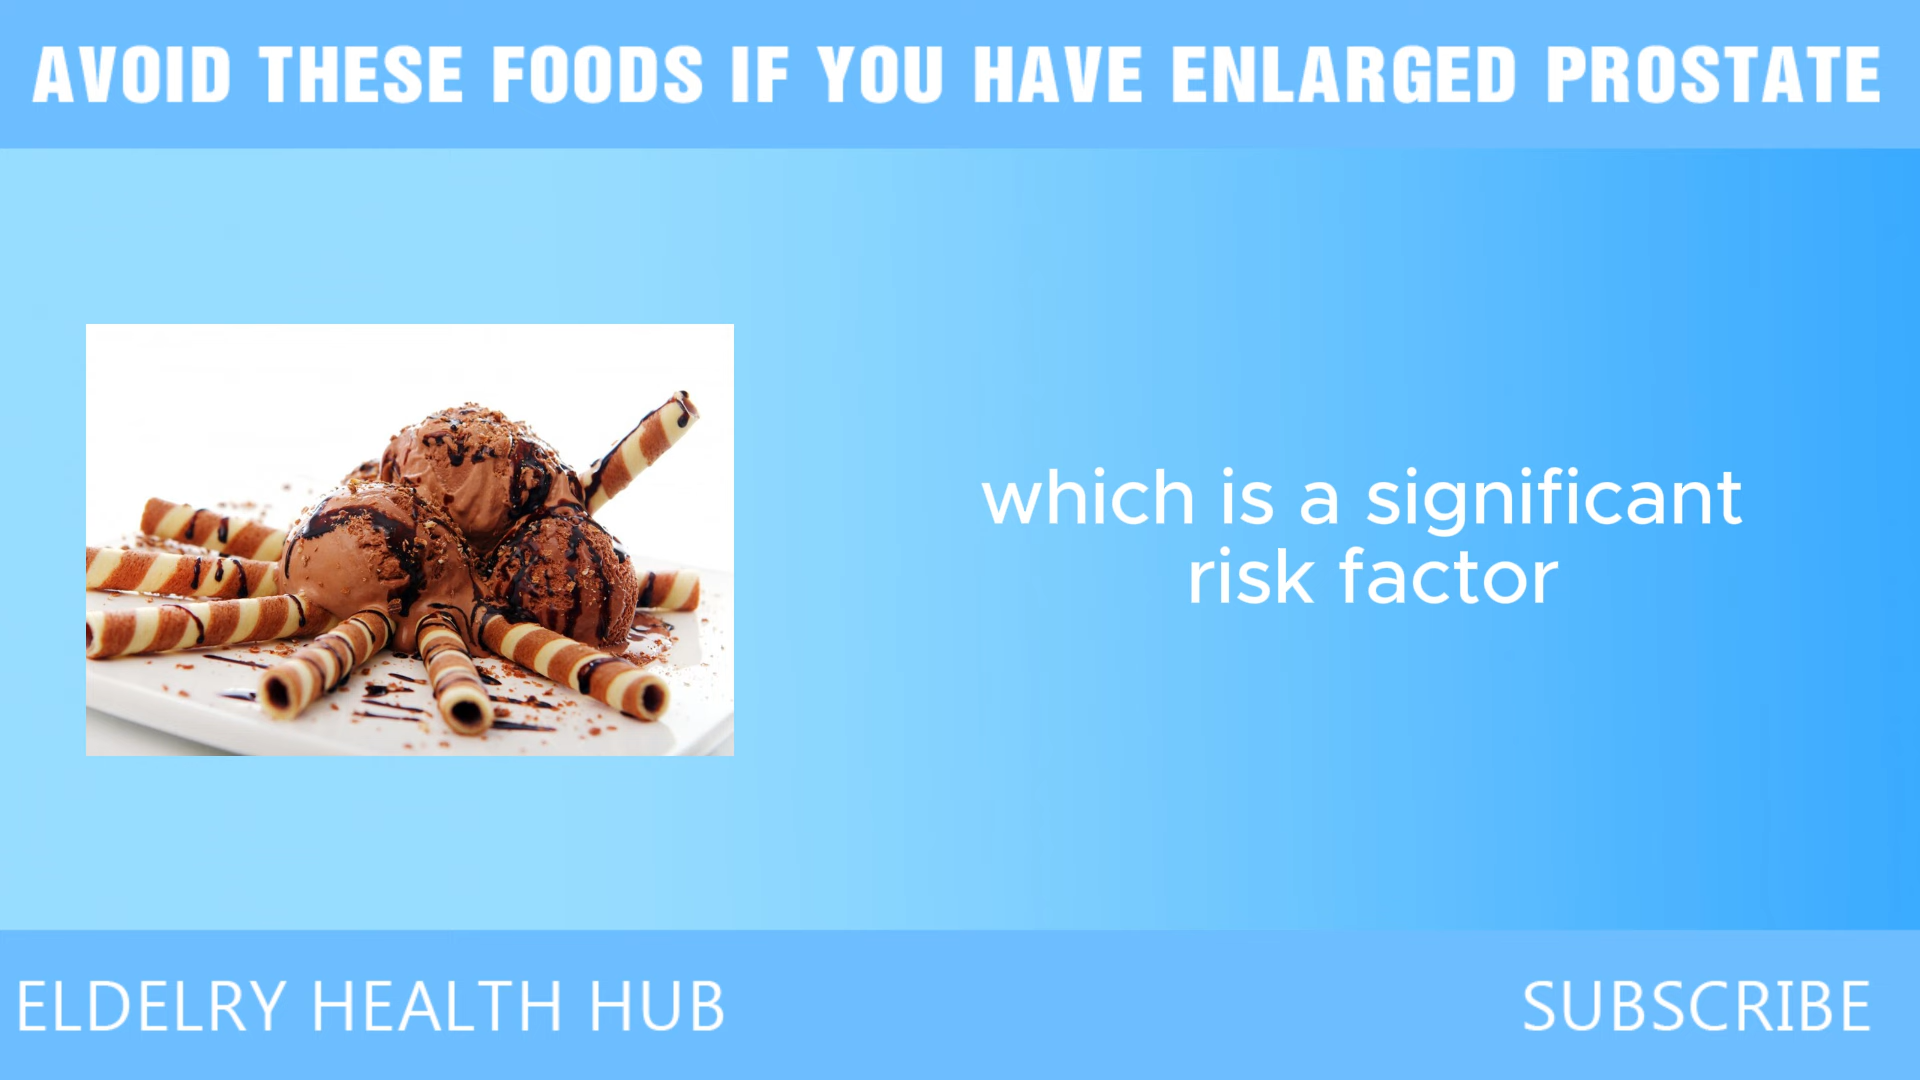 AVOID THESE FOODS IF YOU HAVE ENLARGED PROSTATE
which is a significant
risk factor
ELDELRY HEALTH HUB
SUBSCRIBE